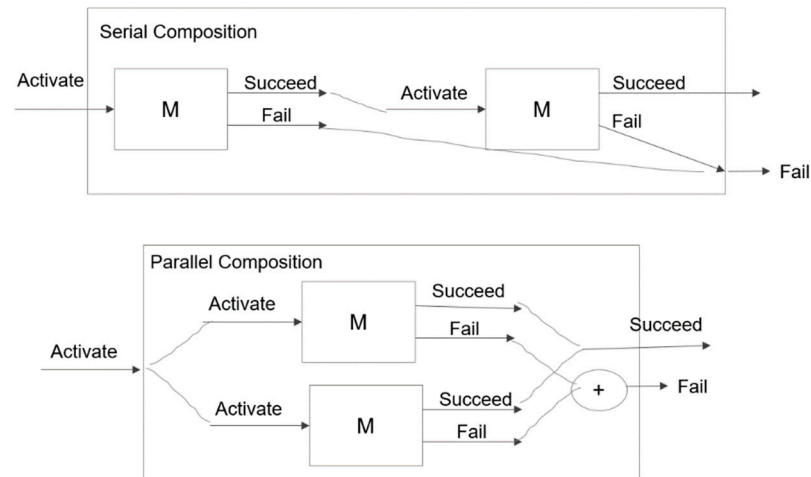 Serial Composition
Activate
M
Succeed
Fail
Activate
M
Succeed
Fail
Fail
Parallel Composition
Activate
Activate
M
Succeed
Fail
Activate
M
Succeed
Fail
Succeed
+
Fail